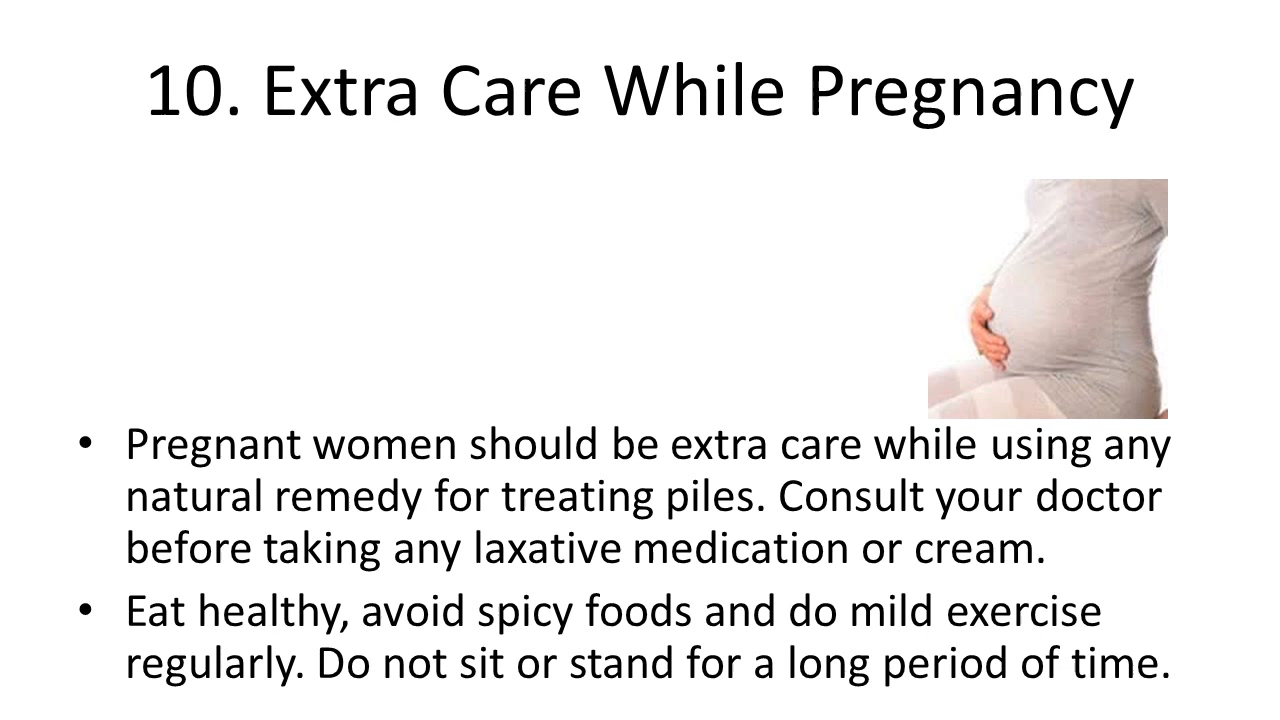 10. Extra Care While Pregnancy
• Pregnant women should be extra care while using any
natural remedy for treating piles. Consult your doctor
before taking any laxative medication or cream.
• Eat healthy, avoid spicy foods and do mild exercise
regularly. Do not sit or stand for a long period of time.